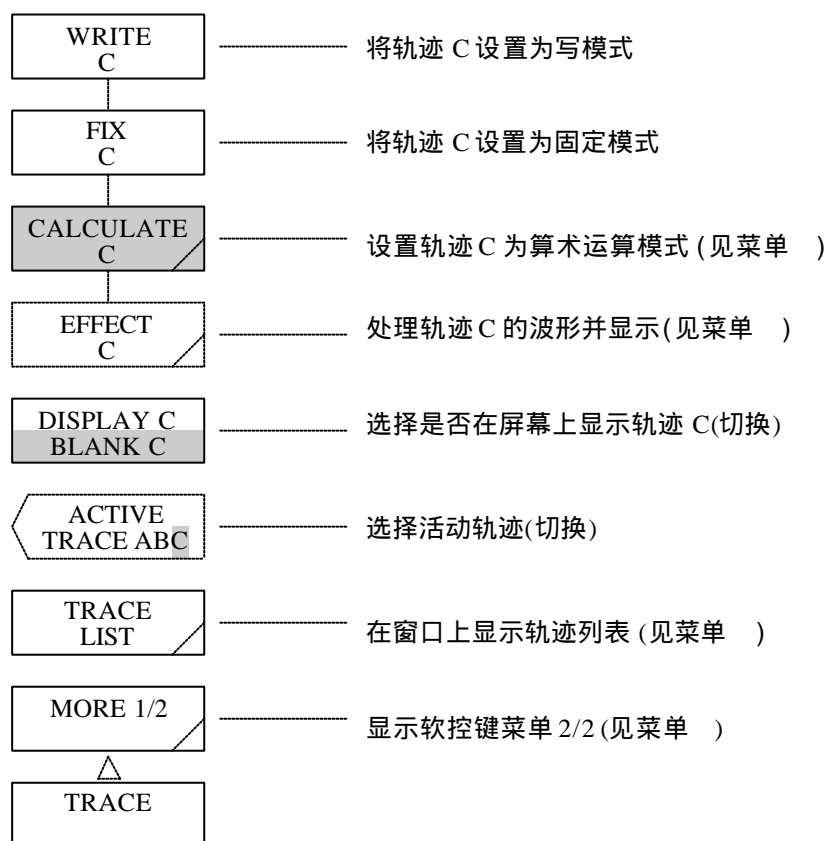 WRITE
C
将轨迹 C 设置为写模式
FIX
C
将轨迹 C 设置为固定模式
CALCULATE
C
设置轨迹 C 为算术运算模式 (见菜单 )
EFFECT
C
处理轨迹 C 的波形并显示(见菜单 )
DISPLAY C
BLANK C
选择是否在屏幕上显示轨迹 C(切换)
ACTIVE
TRACE ABC
选择活动轨迹(切换)
TRACE
LIST
在窗口上显示轨迹列表 (见菜单 )
MORE 1/2
显示软控键菜单 2/2 (见菜单 )
TRACE